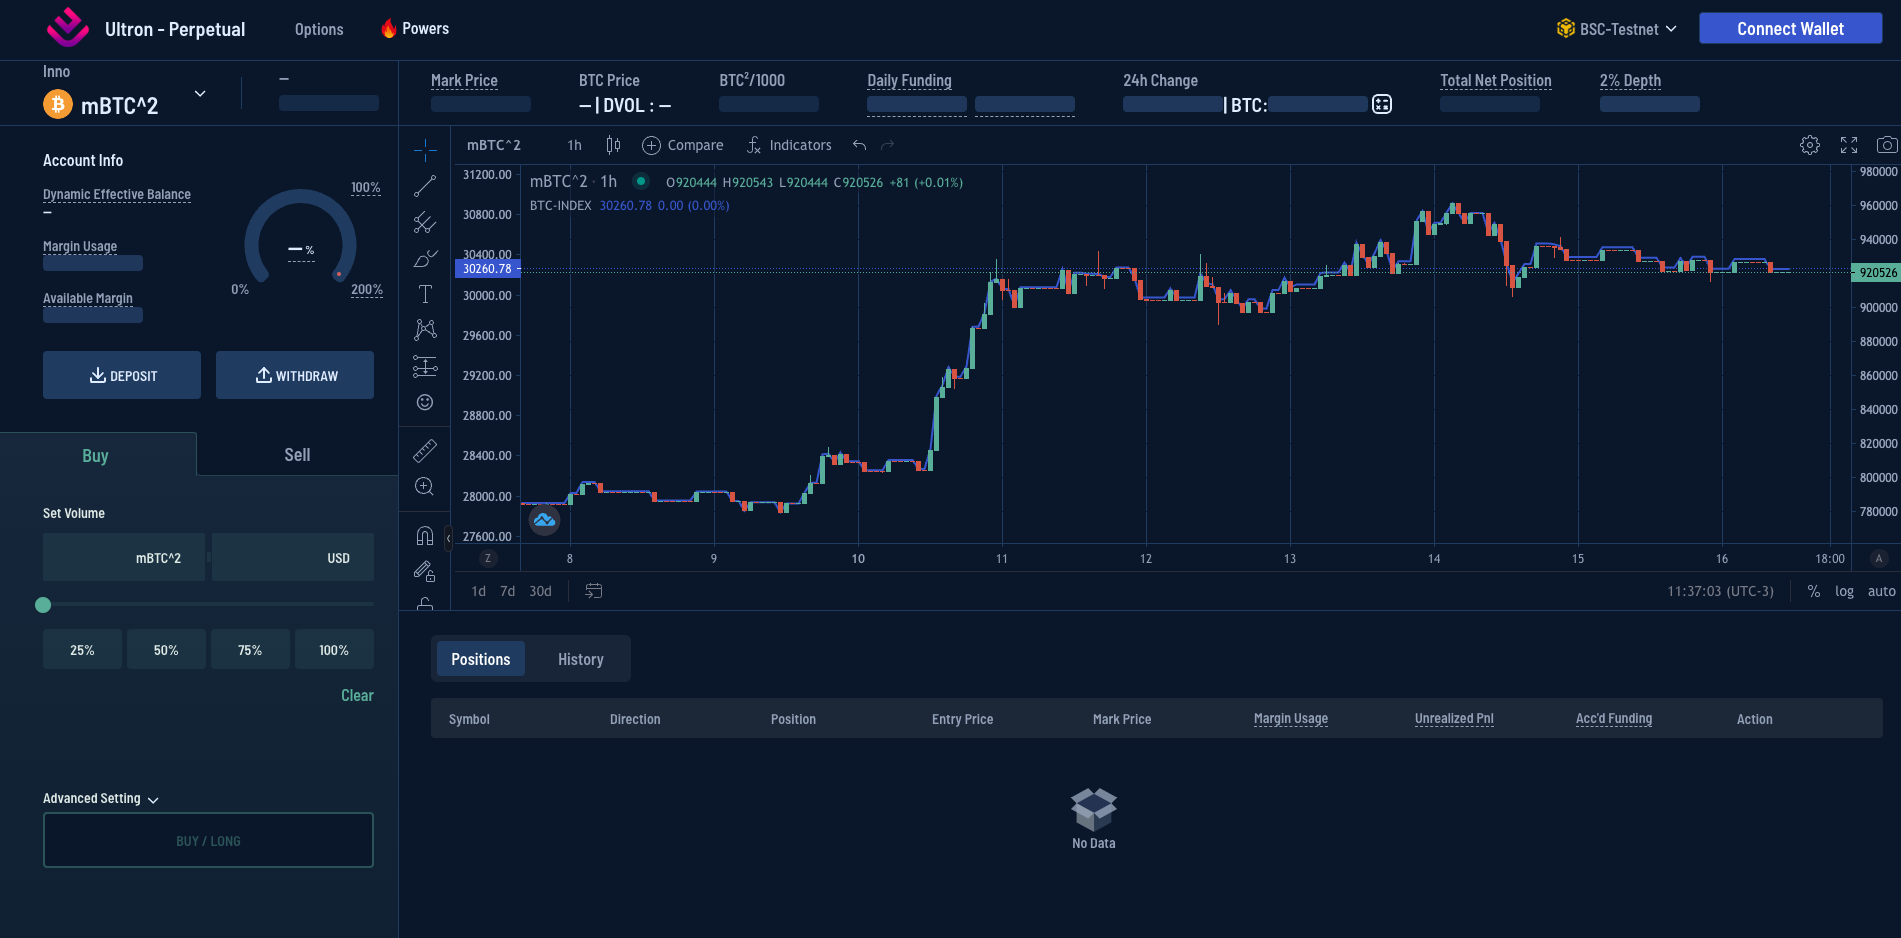 Ultron - Perpetual
Options
Powers
BSC-Testnet
Connect Wallet
Inno
mBTC^2
–
Mark Price
BTC Price
– | DVOL : –
BTC²/1000
Daily Funding
24h Change
| BTC:
Total Net Position
2% Depth
Account Info
Dynamic Effective Balance
–
Margin Usage
Available Margin
100%
– %
0%
200%
DEPOSIT
WITHDRAW
Buy
Sell
Set Volume
mBTC^2
USD
25%
50%
75%
100%
Clear
Advanced Setting
BUY / LONG
mBTC^2
1h
Compare
Indicators
mBTC^2 · 1h
O920444 H920543 L920444 C920526 +81 (+0.01%)
BTC-INDEX 30260.78 0.00 (0.00%)
31200.00
30800.00
30400.00
30260.78
30000.00
29600.00
29200.00
28800.00
28400.00
28000.00
27600.00
980000
960000
940000
920526
900000
880000
860000
840000
820000
800000
780000
Z
8
9
10
11
12
13
14
15
16
18:00
A
1d
7d
30d
11:37:03 (UTC-3)
%
log
auto
Positions
History
Symbol
Direction
Position
Entry Price
Mark Price
Margin Usage
Unrealized Pnl
Acc'd Funding
Action
No Data